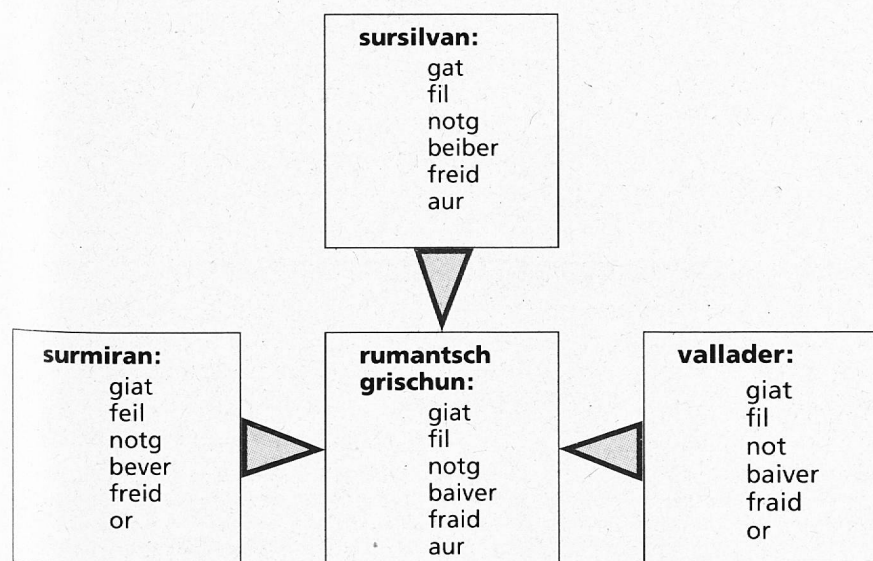 sursilvan:
gat
fil
notg
beiber
freid
aur
surmiran:
giat
feil
notg
bever
freid
or
rumantsch
grischun:
giat
fil
notg
baiver
fraid
aur
vallader:
giat
fil
not
baiver
fraid
or